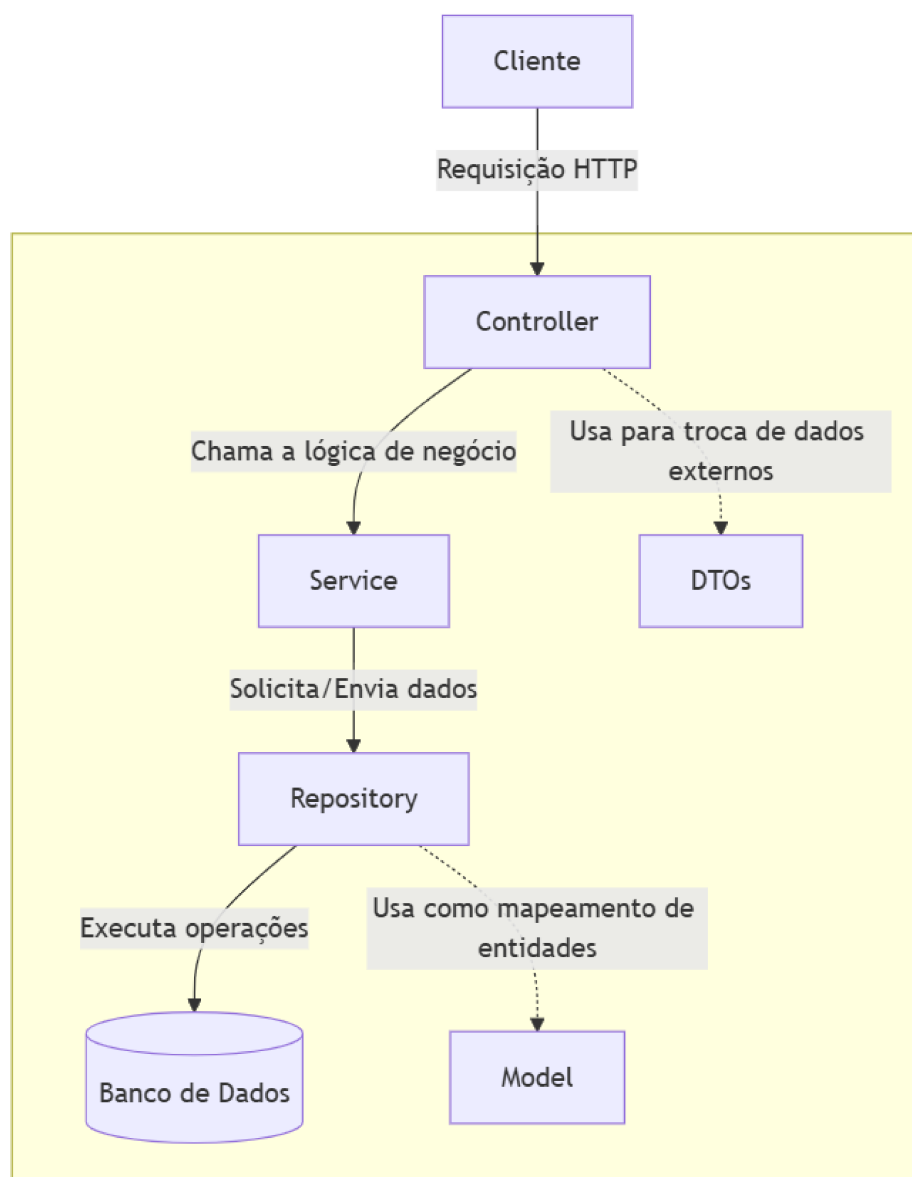 Cliente
Requisição HTTP
Controller
Chama a lógica de negócio
Usa para troca de dados
externos
Service
DTOs
Solicita/Envia dados
Repository
Executa operações
Usa como mapeamento de
entidades
Banco de Dados
Model